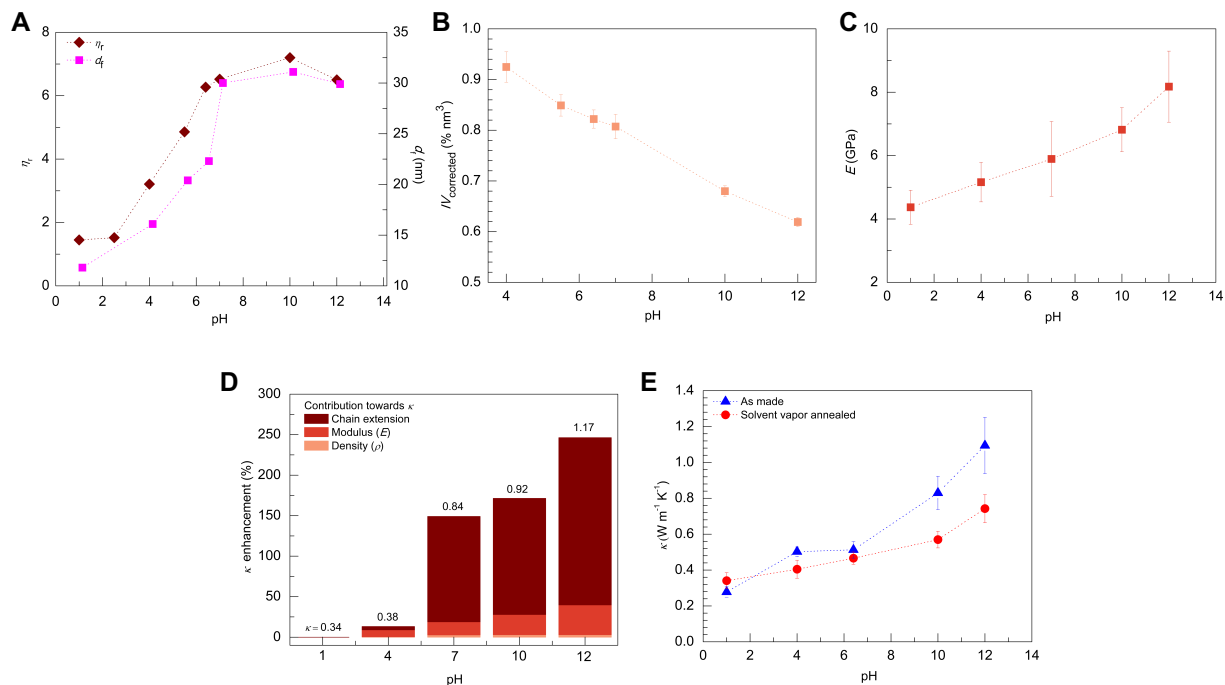 A
8
6
4
2
0
35
30
25
20
15
10
0 2 4 6 8 10 12 14
ηr
df
ηr
df (nm)
pH
B
0.9
0.8
0.7
0.6
0.5
4 6 8 10 12
IVcorrected (% nm³)
pH
C
10
8
6
4
2
0 2 4 6 8 10 12 14
E (GPa)
pH
D
300
250
200
150
100
50
0
Contribution towards κ
Chain extension
Modulus (E)
Density (ρ)
κ = 0.34
0.38
0.84
0.92
1.17
1 4 7 10 12
κ enhancement (%)
pH
E
1.4
1.2
1.0
0.8
0.6
0.4
0.2
0.0
0 2 4 6 8 10 12 14
As made
Solvent vapor annealed
κ (W m⁻¹ K⁻¹)
pH